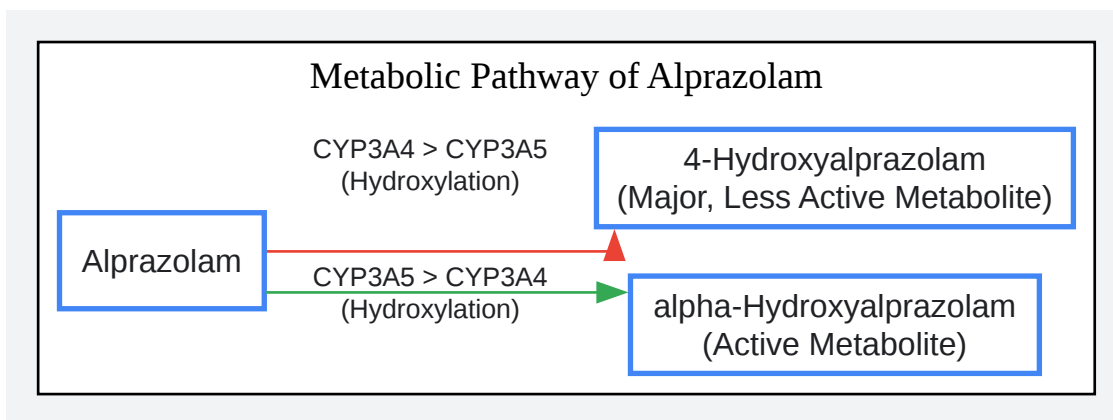 Metabolic Pathway of Alprazolam
CYP3A4 > CYP3A5
(Hydroxylation)
4-Hydroxyalprazolam
(Major, Less Active Metabolite)
Alprazolam
CYP3A5 > CYP3A4
(Hydroxylation)
alpha-Hydroxyalprazolam
(Active Metabolite)